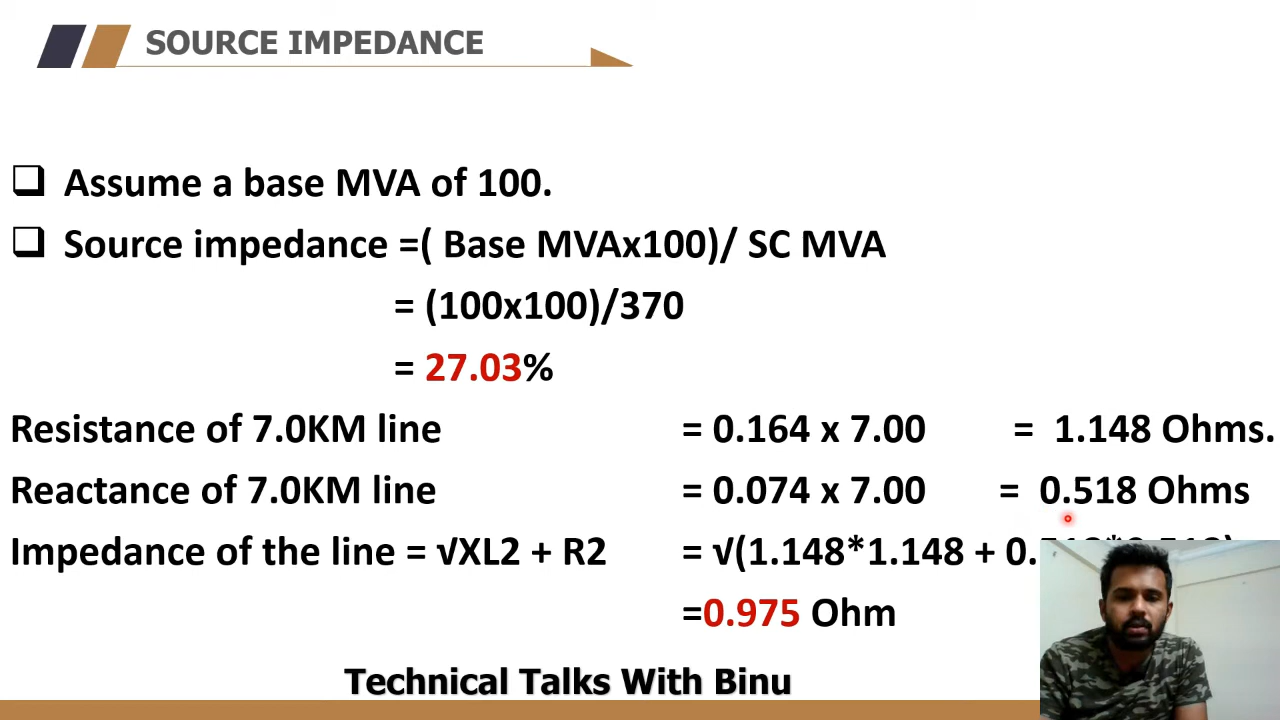 SOURCE IMPEDANCE
❑ Assume a base MVA of 100.
❑ Source impedance =( Base MVAx100)/ SC MVA
= (100x100)/370
= 27.03%
Resistance of 7.0KM line = 0.164 x 7.00 = 1.148 Ohms.
Reactance of 7.0KM line = 0.074 x 7.00 = 0.518 Ohms
Impedance of the line = √XL2 + R2 = √(1.148*1.148 + 0.
=0.975 Ohm
Technical Talks With Binu